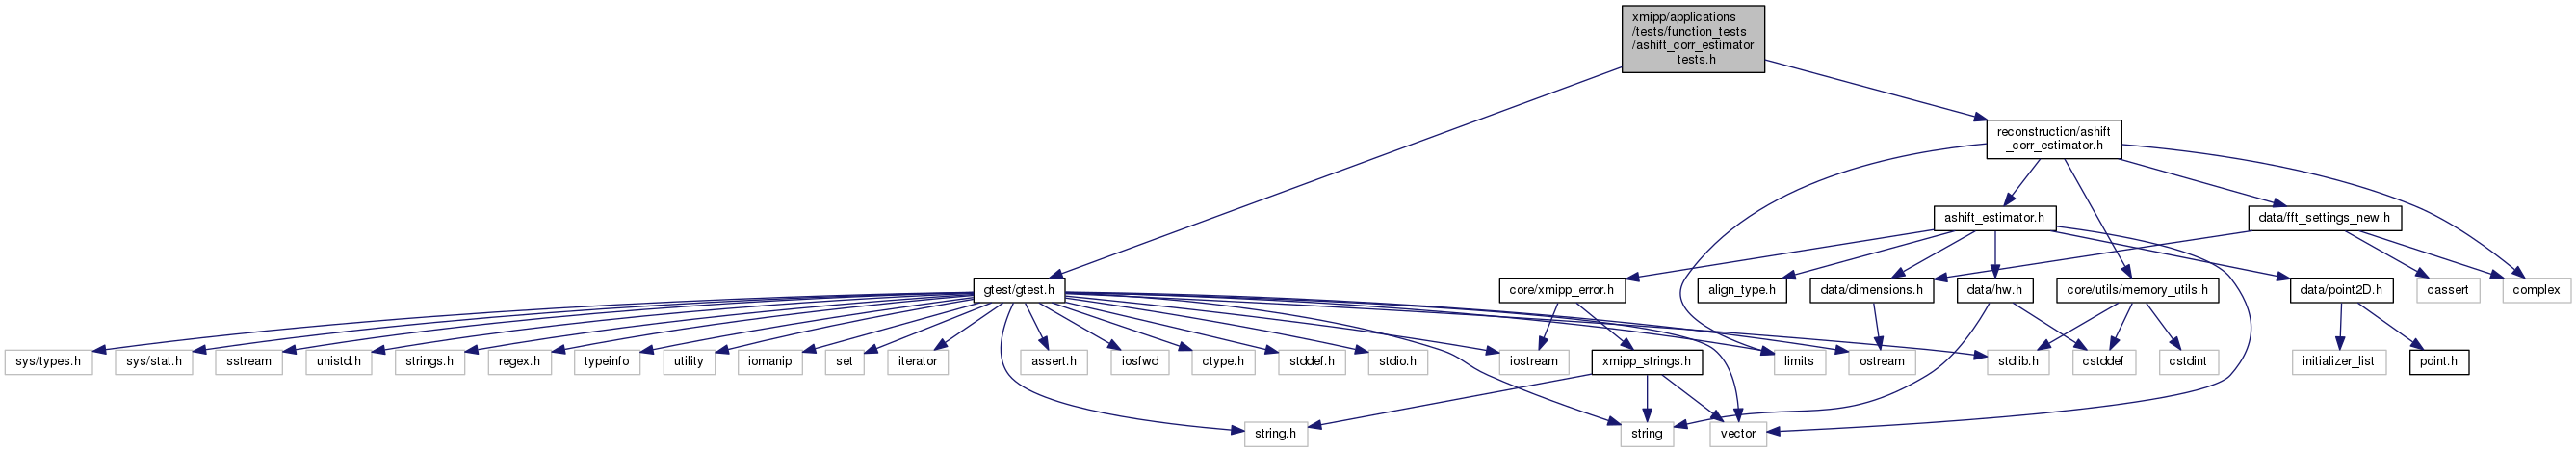 xmipp/applications
/tests/function_tests
/ashift_corr_estimator
_tests.h
reconstruction/ashift
_corr_estimator.h
ashift_estimator.h
data/fft_settings_new.h
gtest/gtest.h
core/xmipp_error.h
align_type.h
data/dimensions.h
data/hw.h
core/utils/memory_utils.h
data/point2D.h
cassert
complex
sys/types.h
sys/stat.h
sstream
unistd.h
strings.h
regex.h
typeinfo
utility
iomanip
set
iterator
assert.h
iosfwd
ctype.h
stddef.h
stdio.h
iostream
xmipp_strings.h
limits
ostream
stdlib.h
cstddef
cstdint
initializer_list
point.h
string.h
string
vector